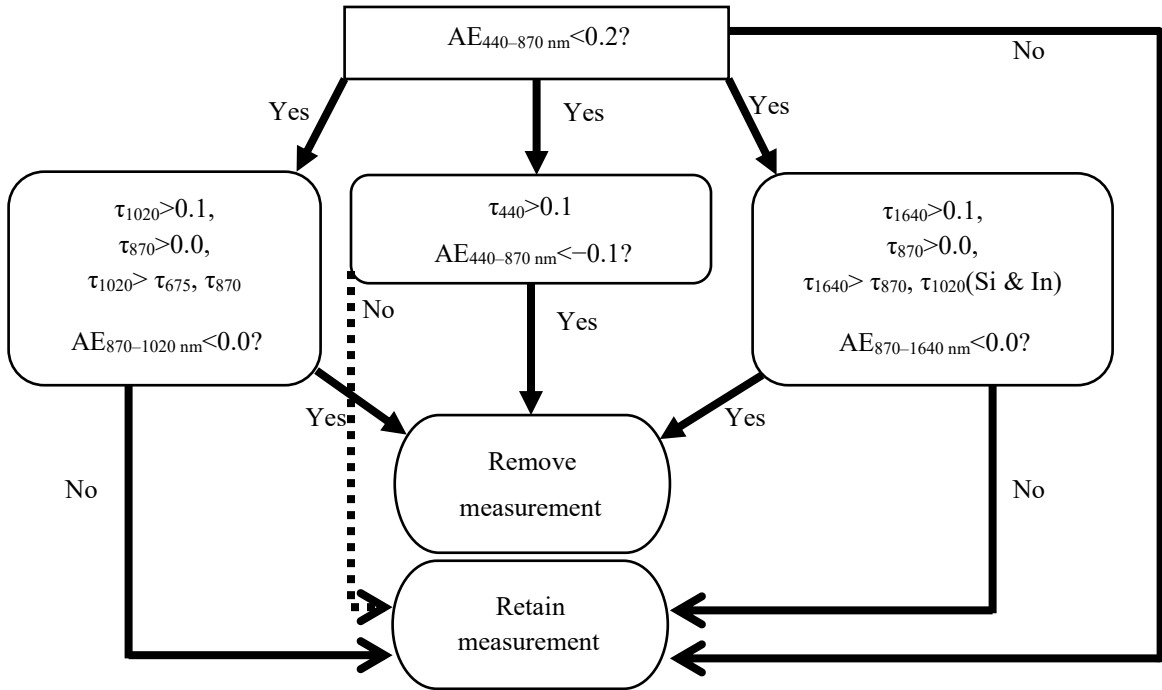 AE440–870 nm<0.2?
No
Yes
Yes
Yes
τ1020>0.1,
τ870>0.0,
τ1020> τ675, τ870
AE870–1020 nm<0.0?
τ440>0.1
AE440–870 nm<−0.1?
τ1640>0.1,
τ870>0.0,
τ1640> τ870, τ1020(Si & In)
AE870–1640 nm<0.0?
No
Yes
Yes
Yes
No
No
Remove
measurement
Retain
measurement